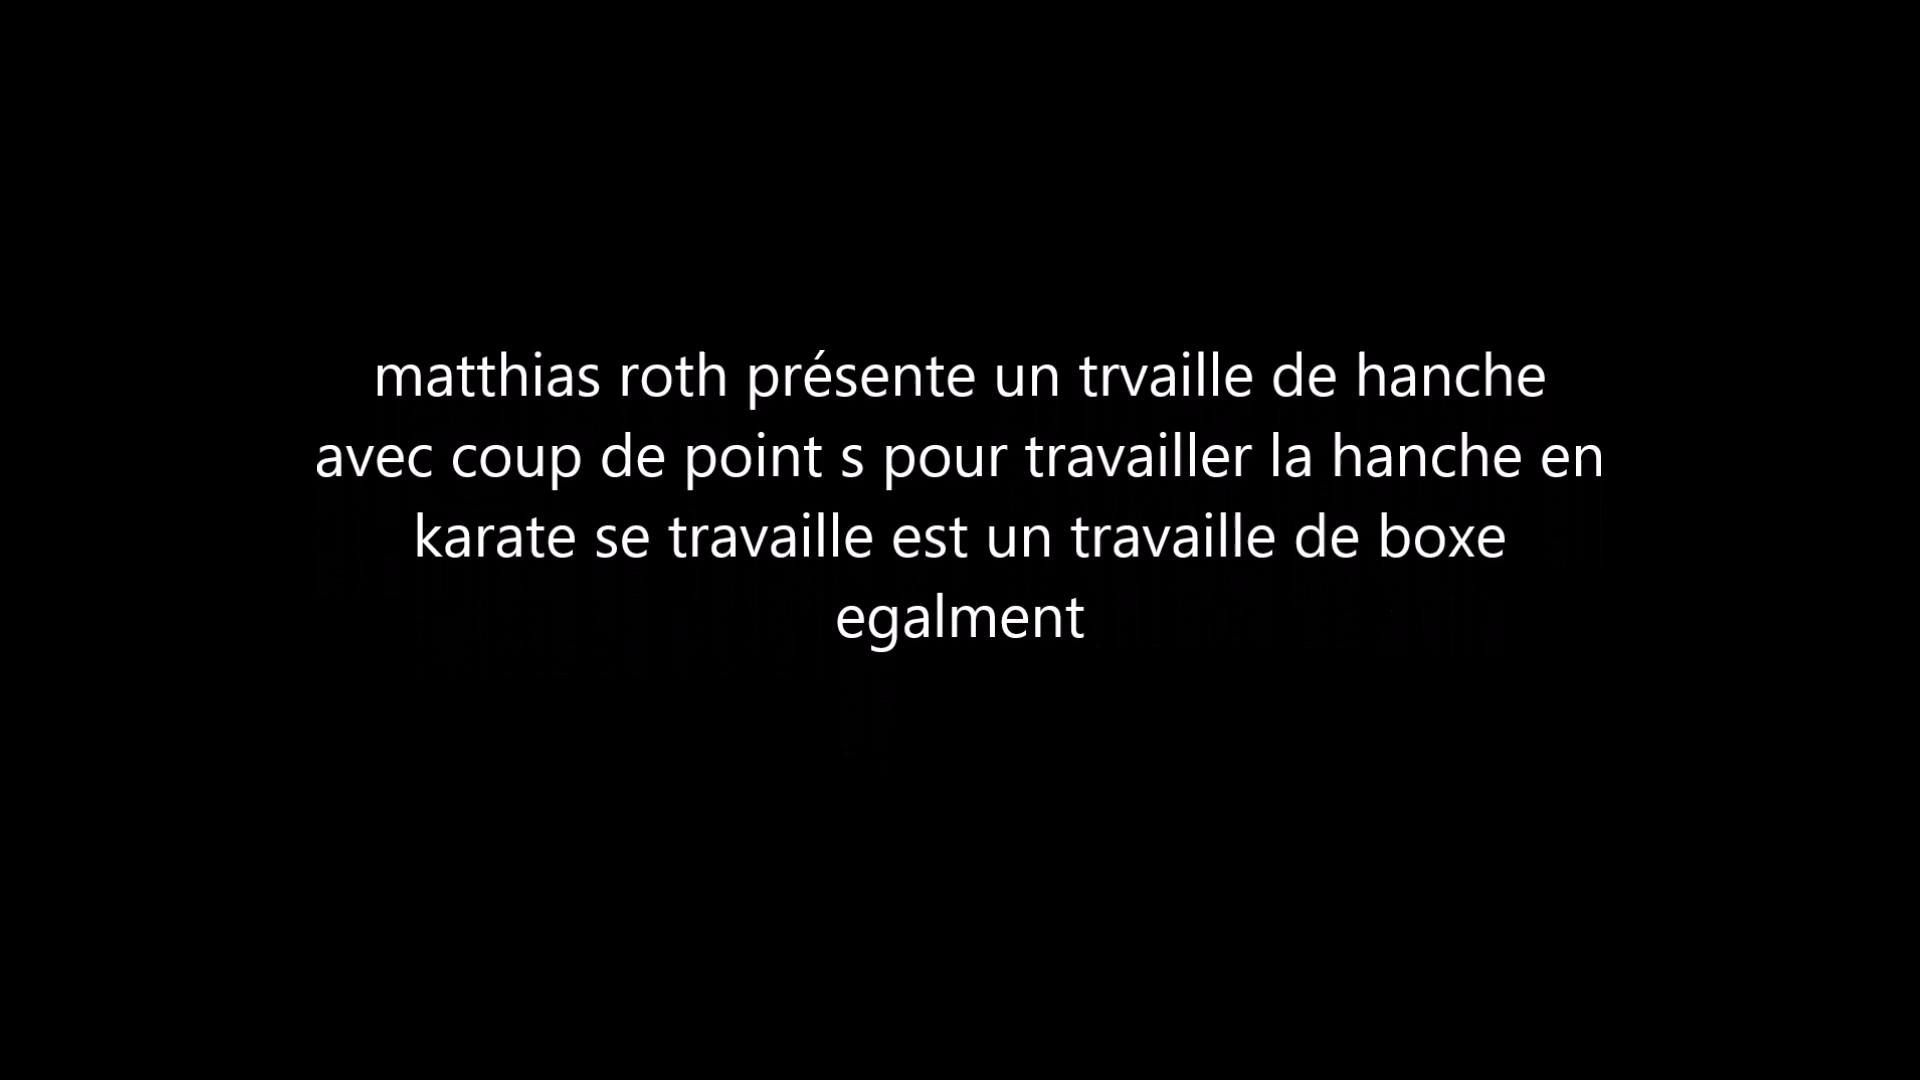 matthias roth présente un trvaille de hanche
avec coup de point s pour travailler la hanche en
karate se travaille est un travaille de boxe
egalment